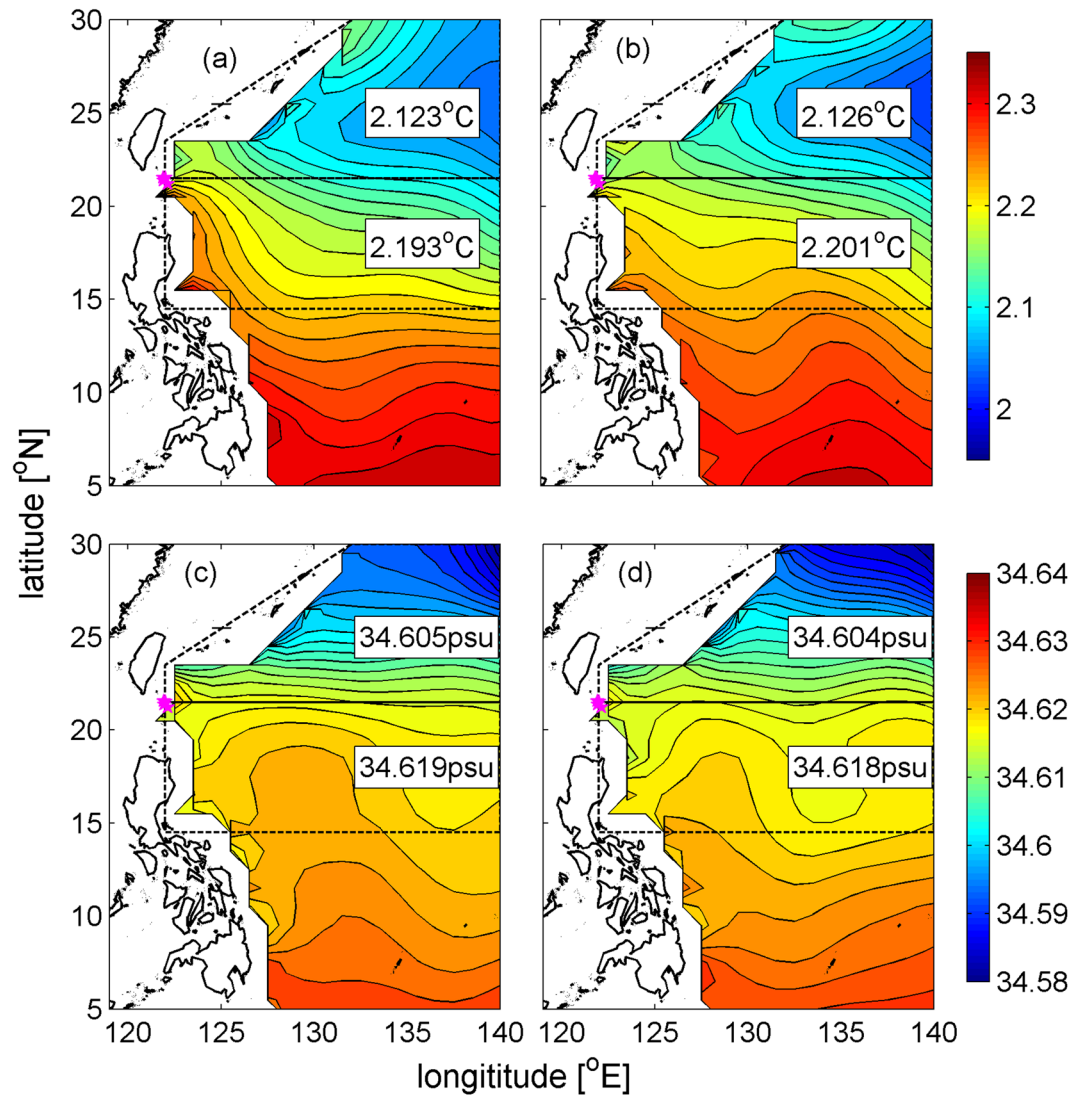 30
25
20
15
10
5
(a)
2.123°C
2.193°C
(b)
2.126°C
2.201°C
2.3
2.2
2.1
2
latitude [°N]
30
25
20
15
10
5
(c)
34.605psu
34.619psu
(d)
34.604psu
34.618psu
34.64
34.63
34.62
34.61
34.6
34.59
34.58
120
125
130
135
140
120
125
130
135
140
longititude [°E]